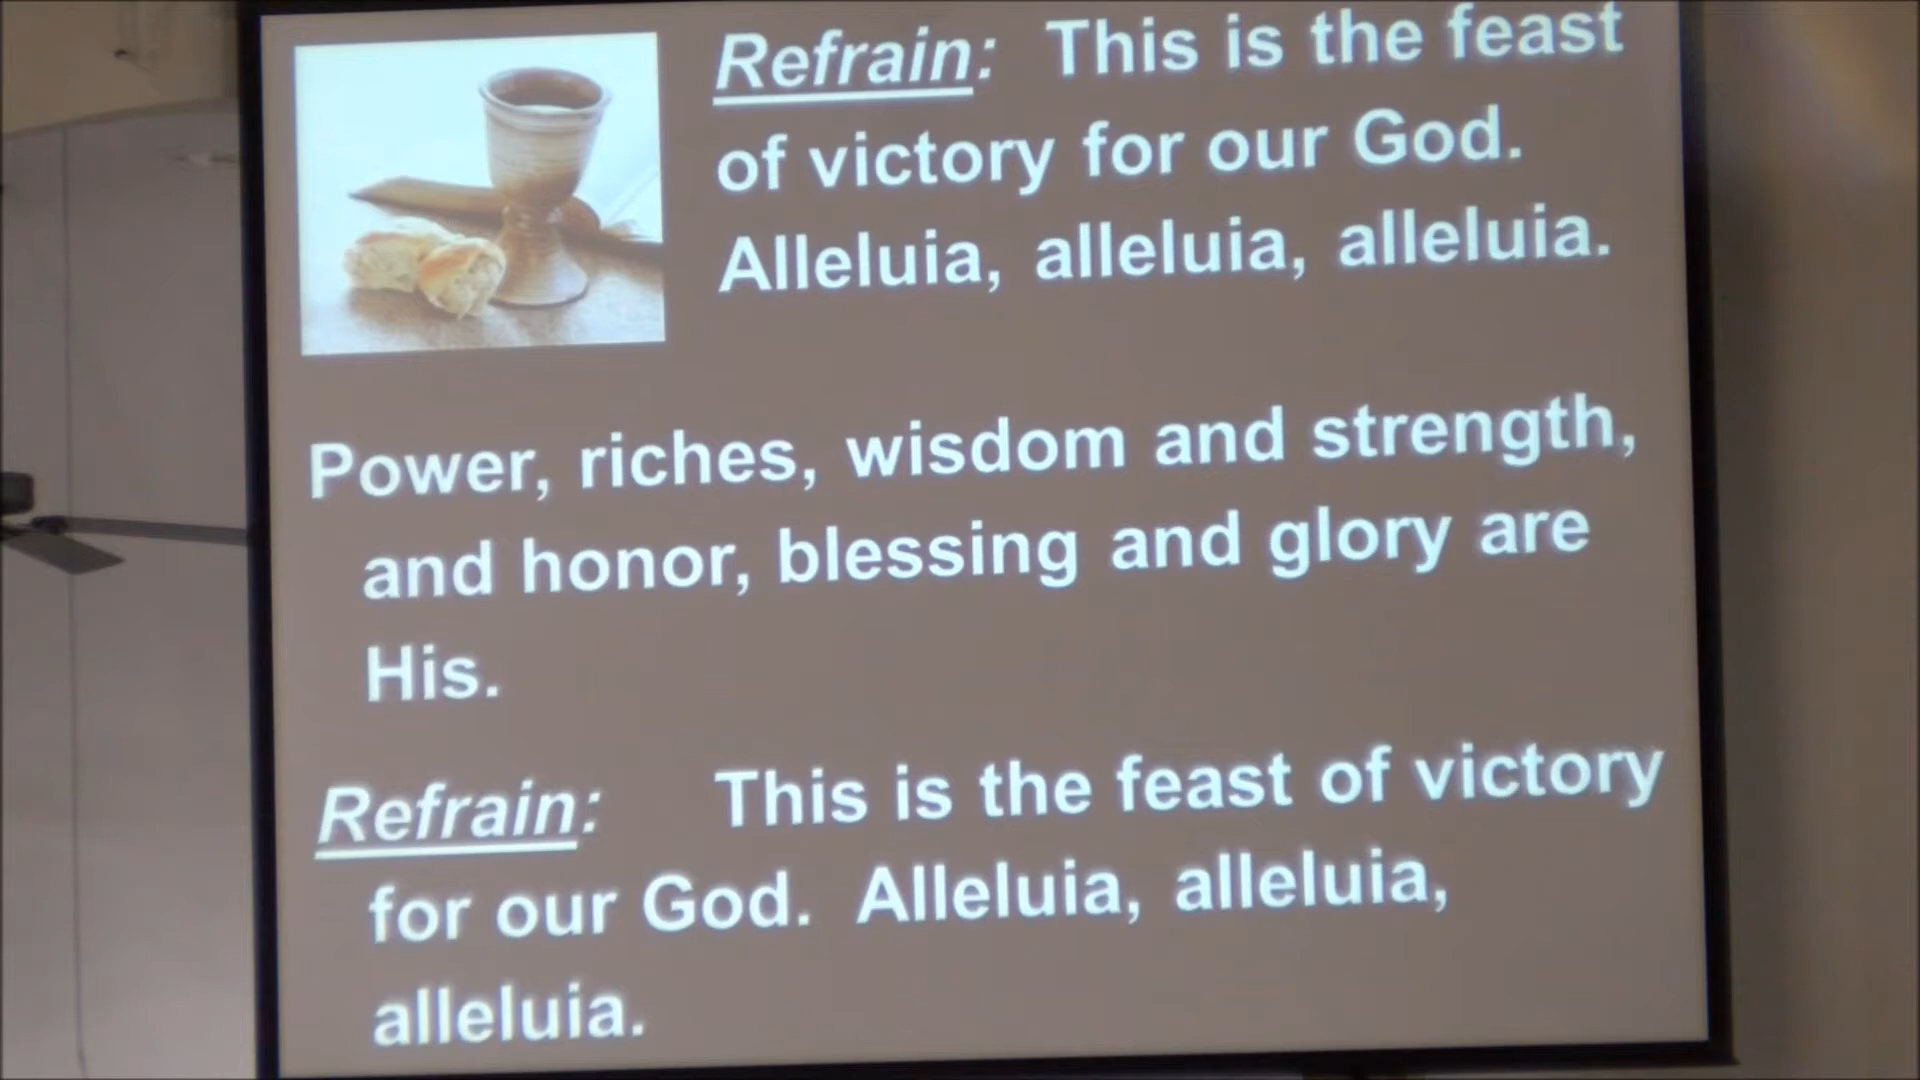 Refrain: This is the feast
of victory for our God.
Alleluia, alleluia, alleluia.
Power, riches, wisdom and strength,
and honor, blessing and glory are
His.
Refrain: This is the feast of victory
for our God. Alleluia, alleluia,
alleluia.